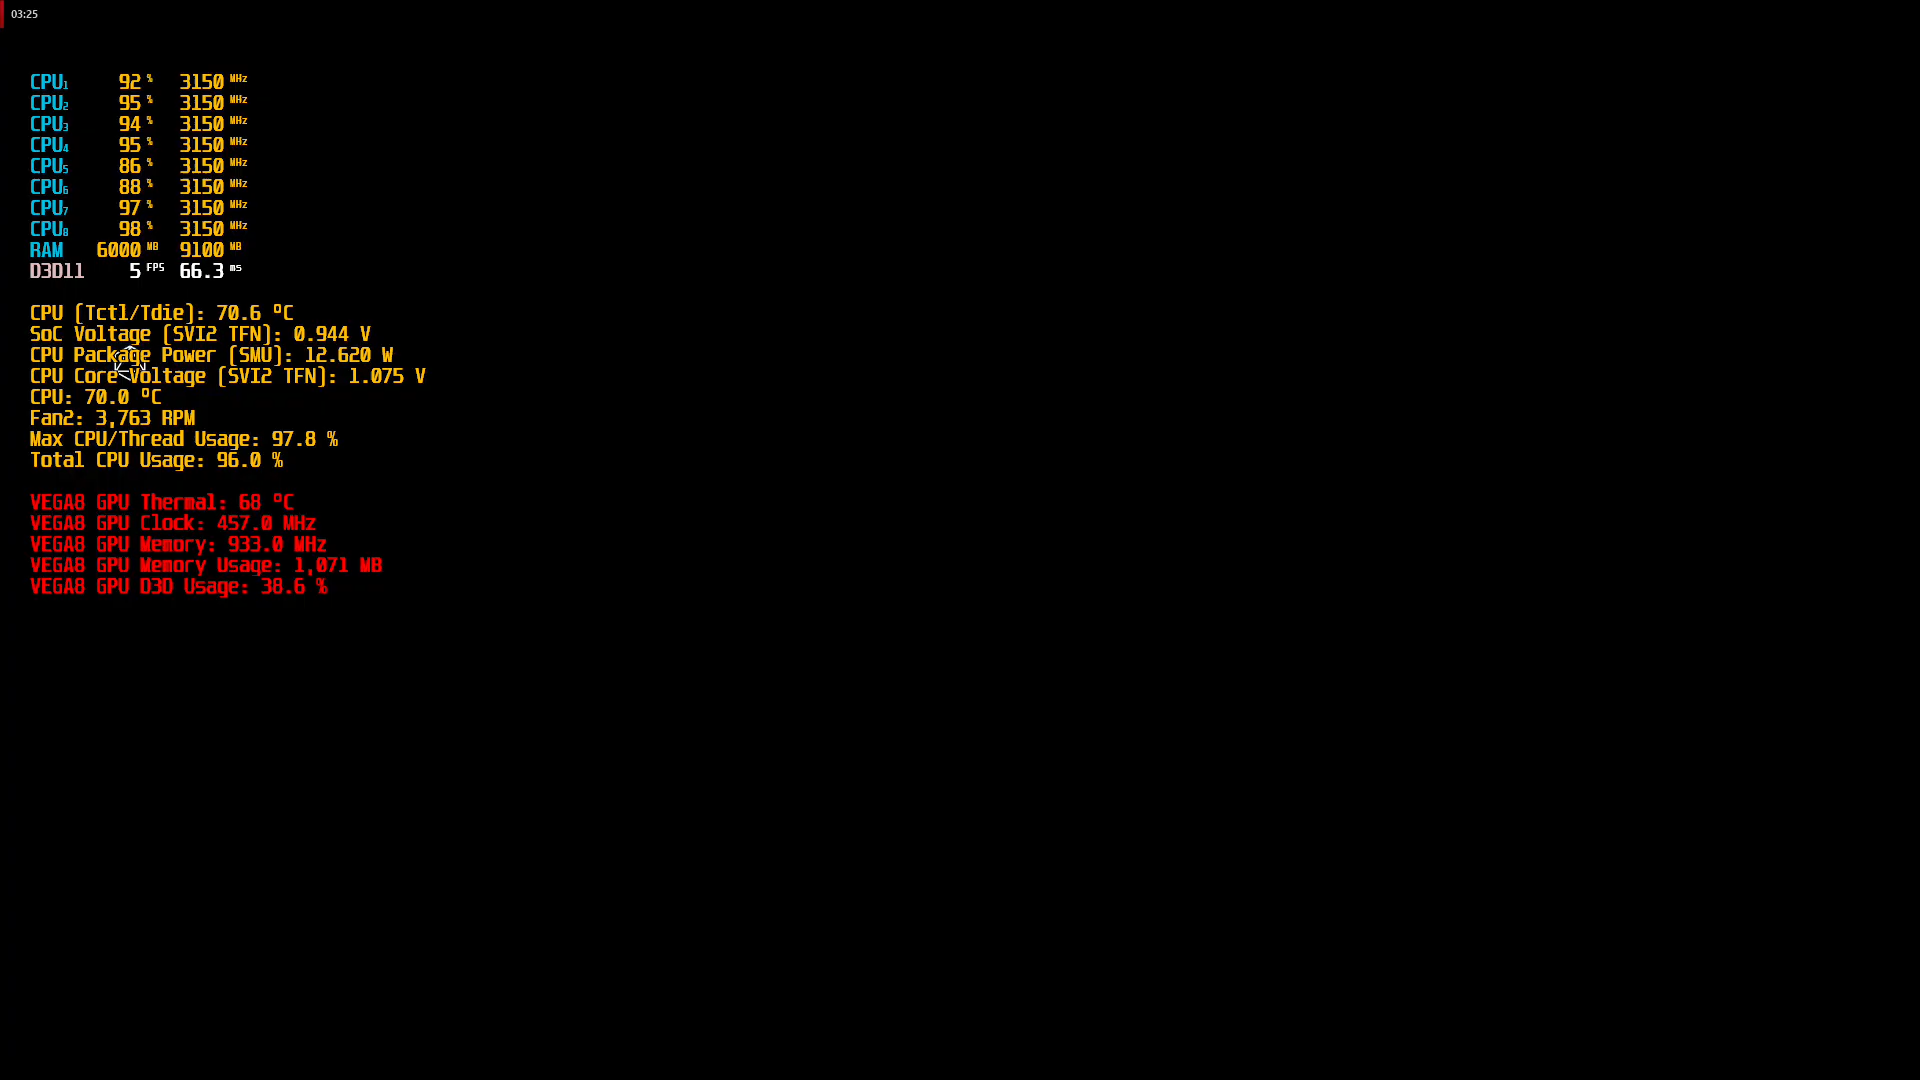 03:25
CPU1 92 % 3150 MHz
CPU2 95 % 3150 MHz
CPU3 94 % 3150 MHz
CPU4 95 % 3150 MHz
CPU5 86 % 3150 MHz
CPU6 88 % 3150 MHz
CPU7 97 % 3150 MHz
CPU8 98 % 3150 MHz
RAM 6000 MB 9100 MB
D3D11 5 FPS 66.3 ms
CPU (Tctl/Tdie): 70.6 °C
SoC Voltage (SVI2 TFN): 0.944 V
CPU Package Power (SMU): 12.620 W
CPU Core Voltage (SVI2 TFN): 1.075 V
CPU: 70.0 °C
Fan2: 3,763 RPM
Max CPU/Thread Usage: 97.8 %
Total CPU Usage: 96.0 %
VEGA8 GPU Thermal: 68 °C
VEGA8 GPU Clock: 457.0 MHz
VEGA8 GPU Memory: 933.0 MHz
VEGA8 GPU Memory Usage: 1,071 MB
VEGA8 GPU D3D Usage: 38.6 %